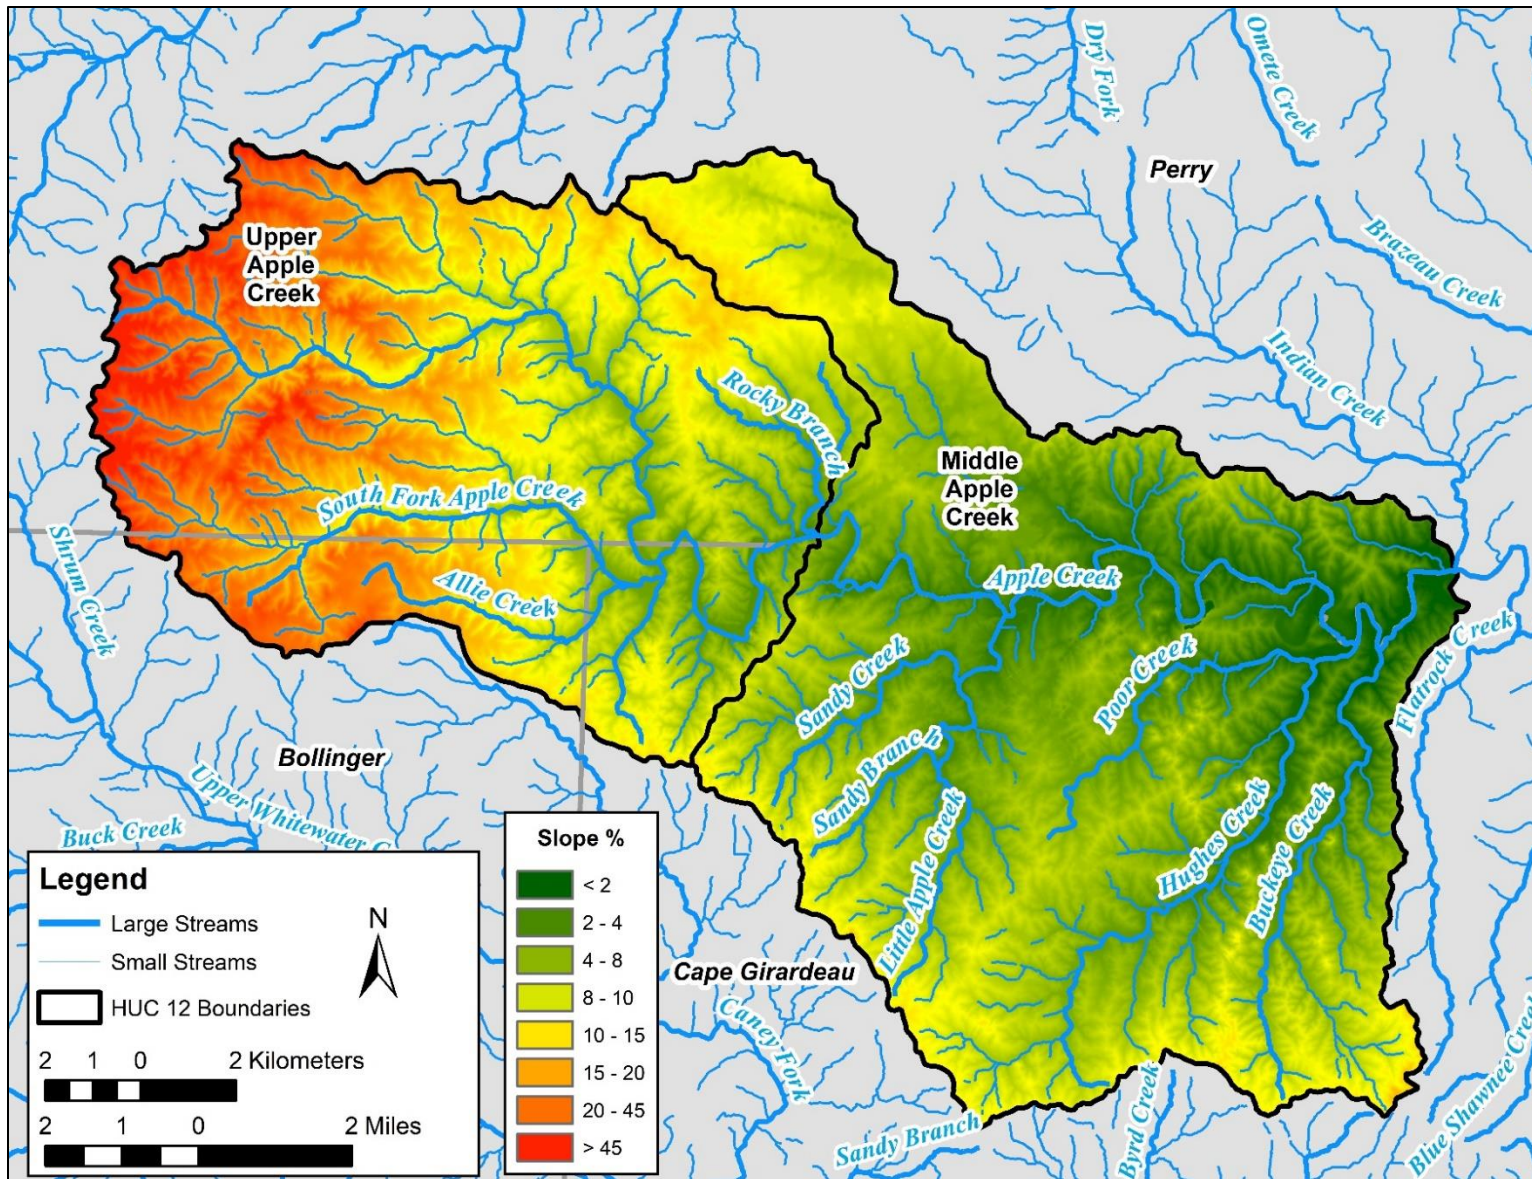 Dry Fork
Omete Creek
Perry
Brazeau Creek
Indian Creek
Upper
Apple
Creek
Rocky Branch
Middle
Apple
Creek
South Fork Apple Creek
Shrum Creek
Allie Creek
Apple Creek
Flatrock Creek
Sandy Creek
Poor Creek
Sandy Branch
Bollinger
Upper Whitewater C
Buck Creek
Little Apple Creek
Hughes Creek
Buckeye Creek
Cape Girardeau
Caney Fork
Sandy Branch
Byrd Creek
Blue Shawnee Creek
Legend
Large Streams
Small Streams
HUC 12 Boundaries
N
2 1 0 2 Kilometers
2 1 0 2 Miles
Slope %
< 2
2 - 4
4 - 8
8 - 10
10 - 15
15 - 20
20 - 45
> 45